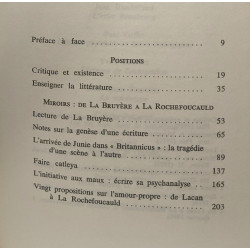 Préface à face 9
POSITIONS
Critique et existence 19
Enseigner la littérature 35
MIROIRS : DE LA BRUYÈRE A LA ROCHEFOUCAULD
Lecture de La Bruyère 53
Notes sur la genèse d'une écriture 65
L'arrivée de Junie dans « Britannicus » : la tragédie
d'une scène à l'autre 89
Faire catleya 137
L'initiative aux maux : écrire sa psychanalyse 165
Vingt propositions sur l'amour-propre : de Lacan
à La Rochefoucauld 203